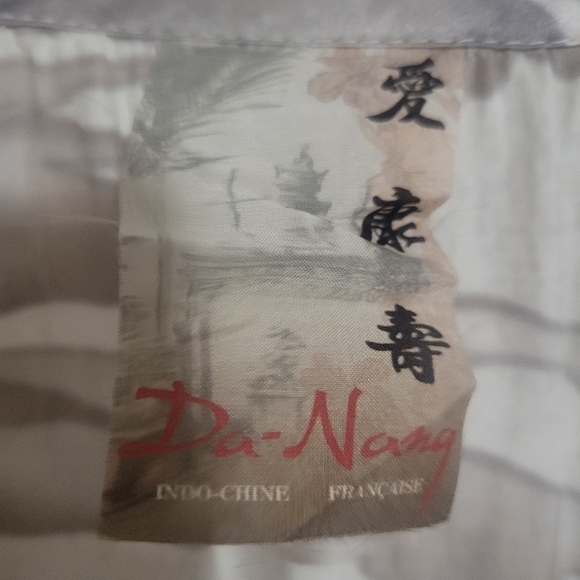 愛
康
壽
Da-Nang
INDO-CHINE FRANÇAISE